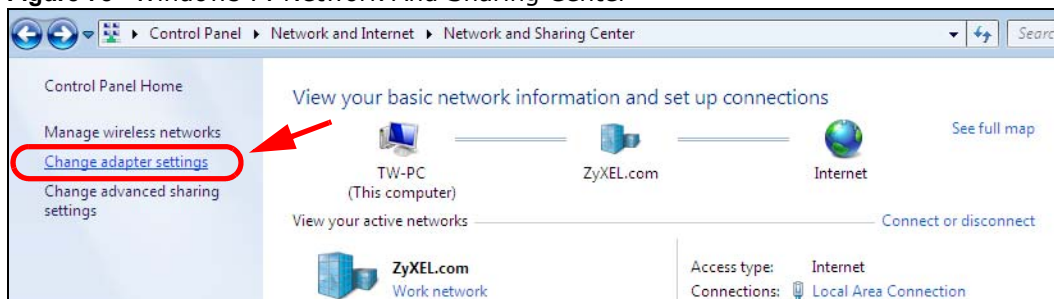 Control Panel ▸ Network and Internet ▸ Network and Sharing Center
Control Panel Home
Manage wireless networks
Change adapter settings
Change advanced sharing
settings
View your basic network information and set up connections
See full map
TW-PC
(This computer)
ZyXEL.com
Internet
View your active networks
Connect or disconnect
ZyXEL.com
Work network
Access type: Internet
Connections: Local Area Connection